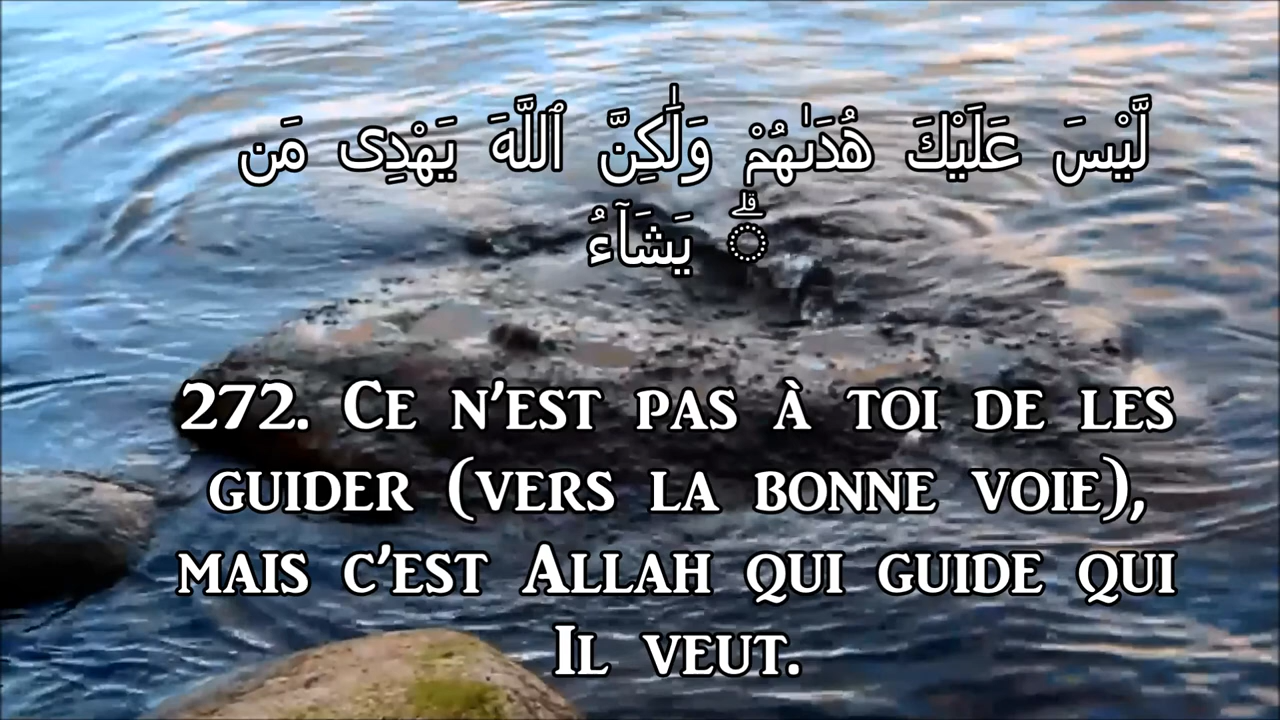 لَّيْسَ عَلَيْكَ هُدَىٰهُمْ وَلَٰكِنَّ ٱللَّهَ يَهْدِى مَن
يَشَآءُ ۗ
272. Ce n’est pas à toi de les
guider (vers la bonne voie),
mais c’est Allah qui guide qui
Il veut.